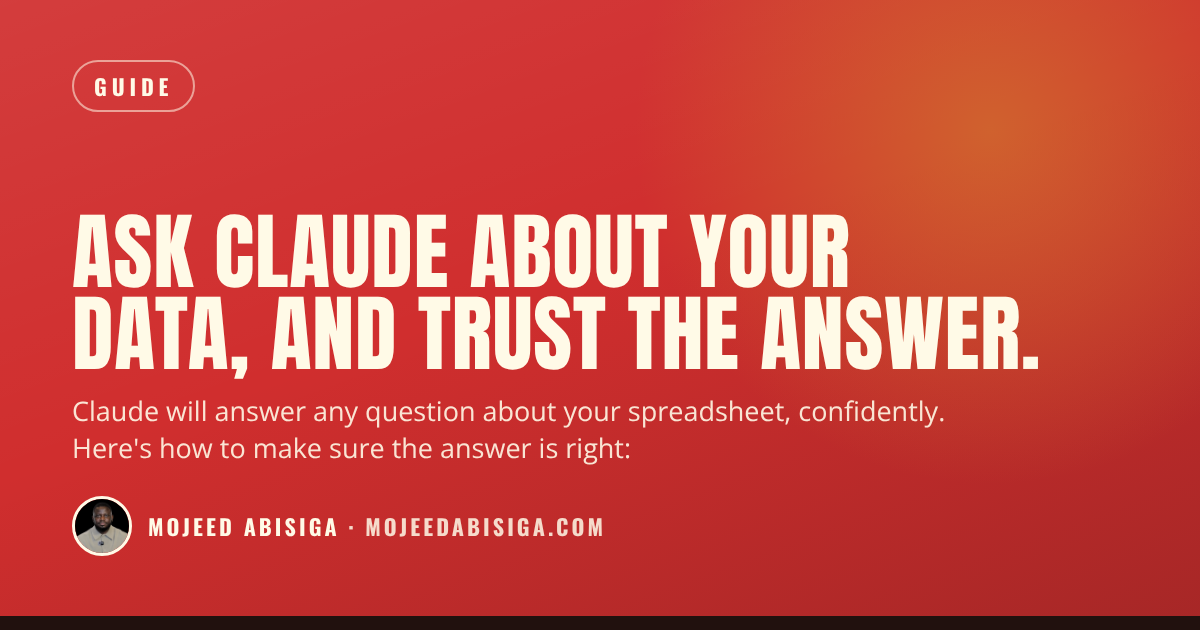 GUIDE
ASK CLAUDE ABOUT YOUR
DATA, AND TRUST THE ANSWER.
Claude will answer any question about your spreadsheet, confidently.
Here's how to make sure the answer is right:
MOJEED ABISIGA · MOJEEDABISIGA.COM